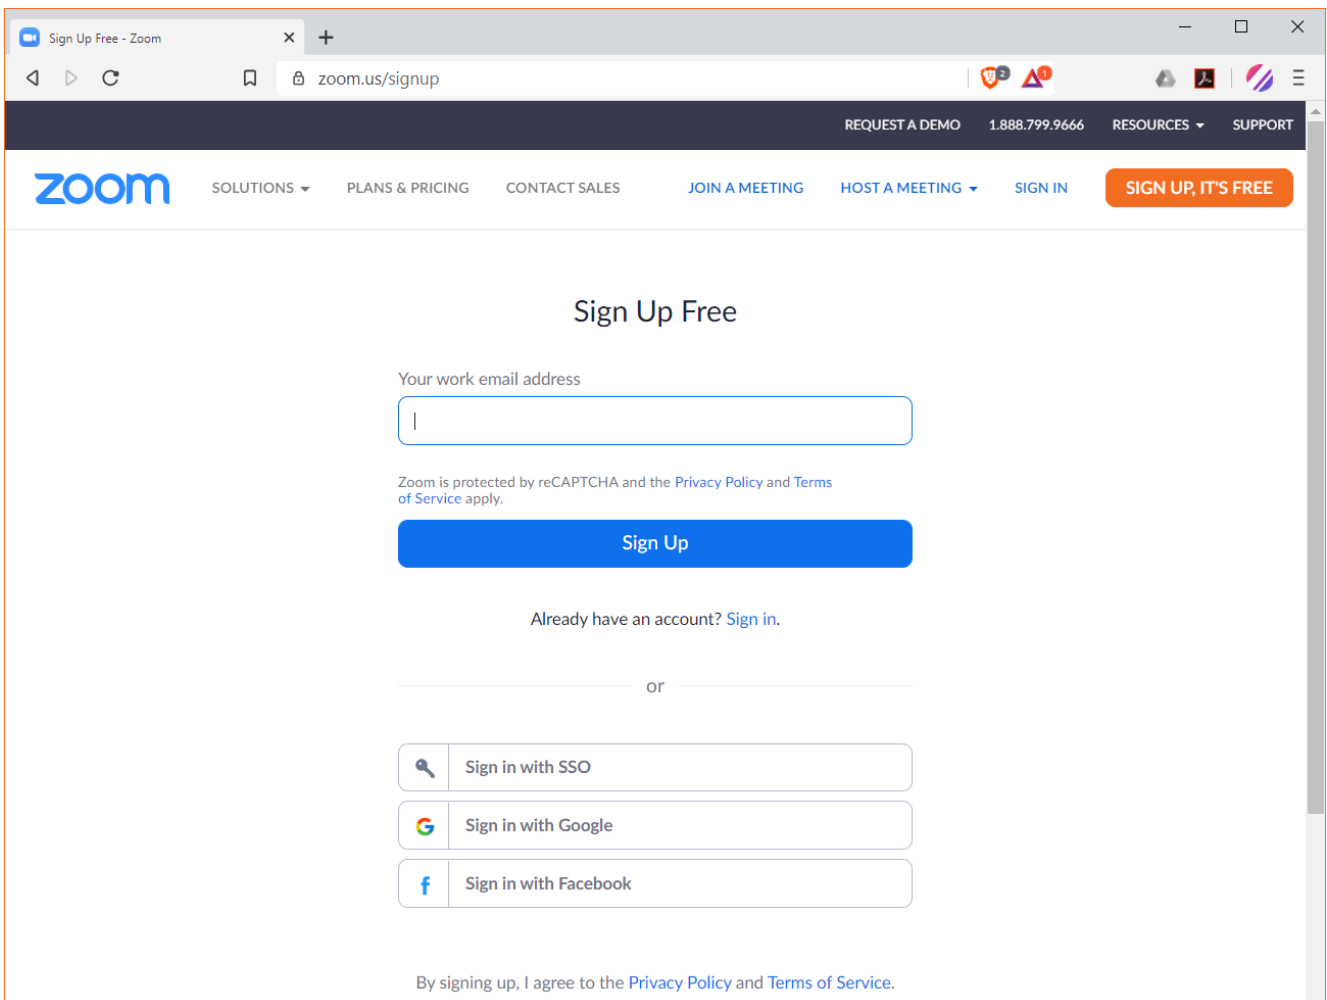 Sign Up Free - Zoom
zoom.us/signup
2
1
REQUEST A DEMO 1.888.799.9666 RESOURCES SUPPORT
zoom SOLUTIONS PLANS & PRICING CONTACT SALES JOIN A MEETING HOST A MEETING SIGN IN SIGN UP, IT'S FREE
Sign Up Free
Your work email address
Zoom is protected by reCAPTCHA and the Privacy Policy and Terms
of Service apply.
Sign Up
Already have an account? Sign in.
or
Sign in with SSO
Sign in with Google
Sign in with Facebook
By signing up, I agree to the Privacy Policy and Terms of Service.